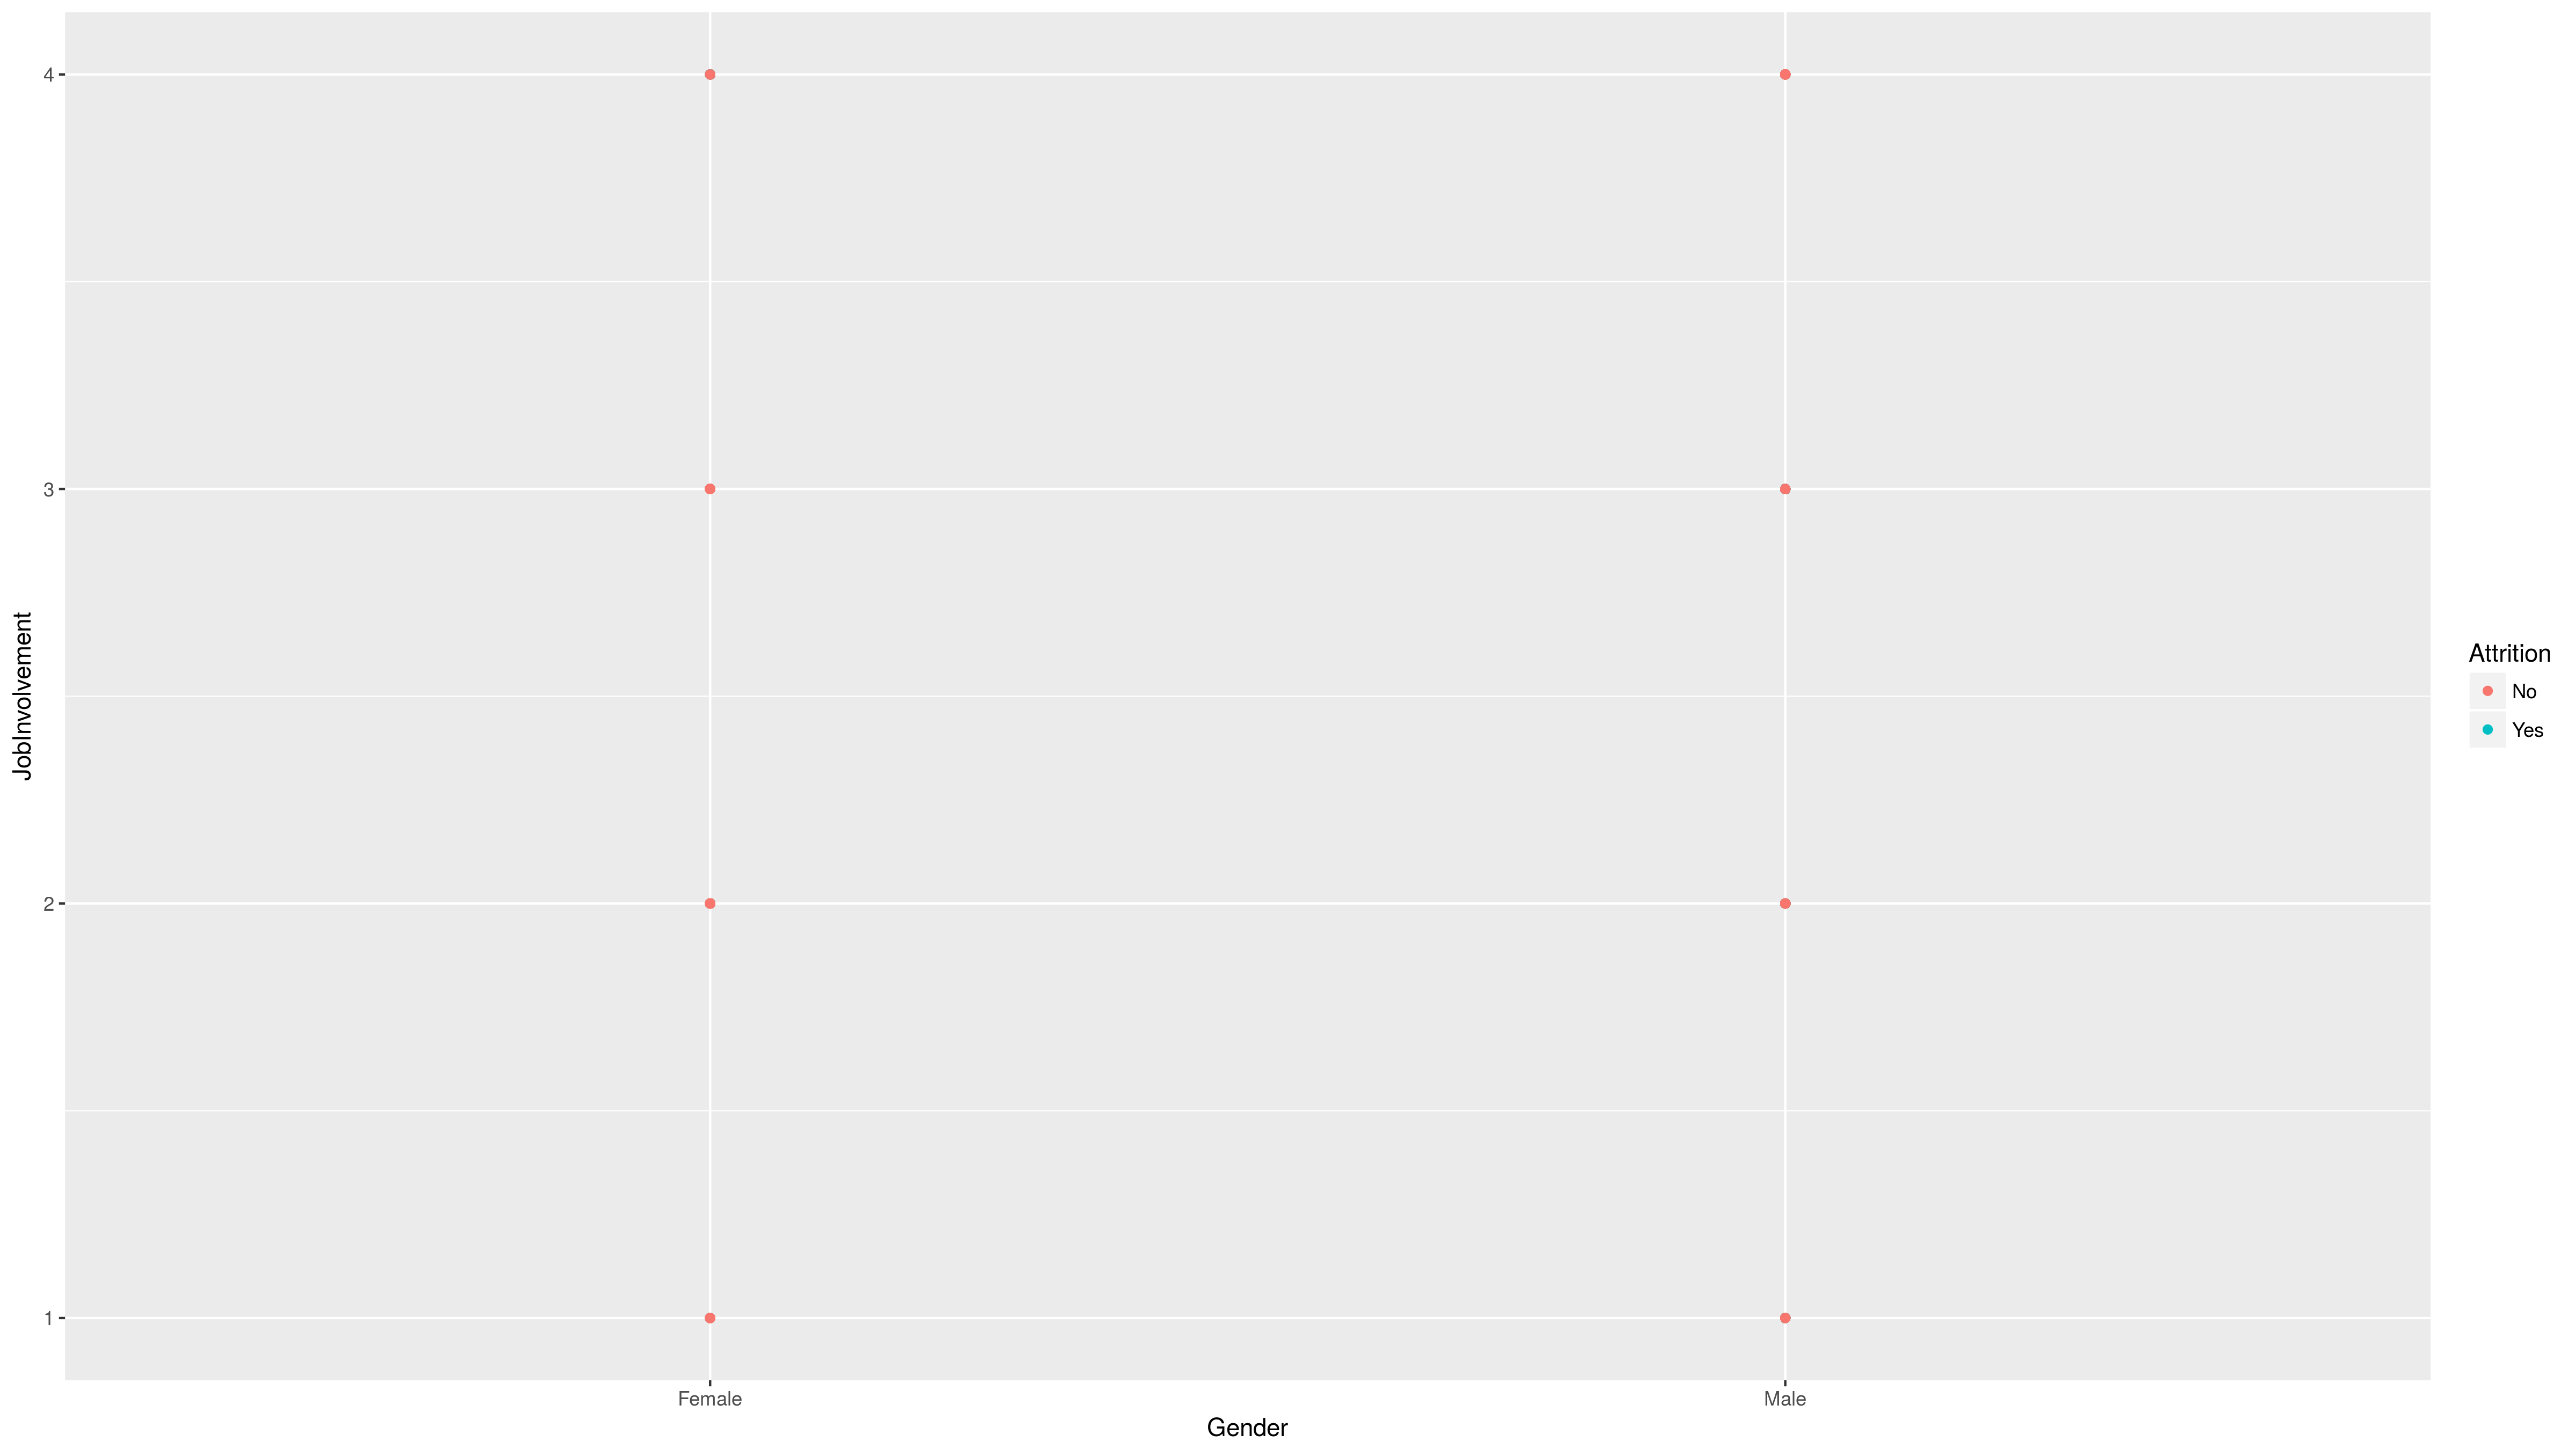 4
3
2
1
JobInvolvement
Female
Male
Gender
Attrition
No
Yes